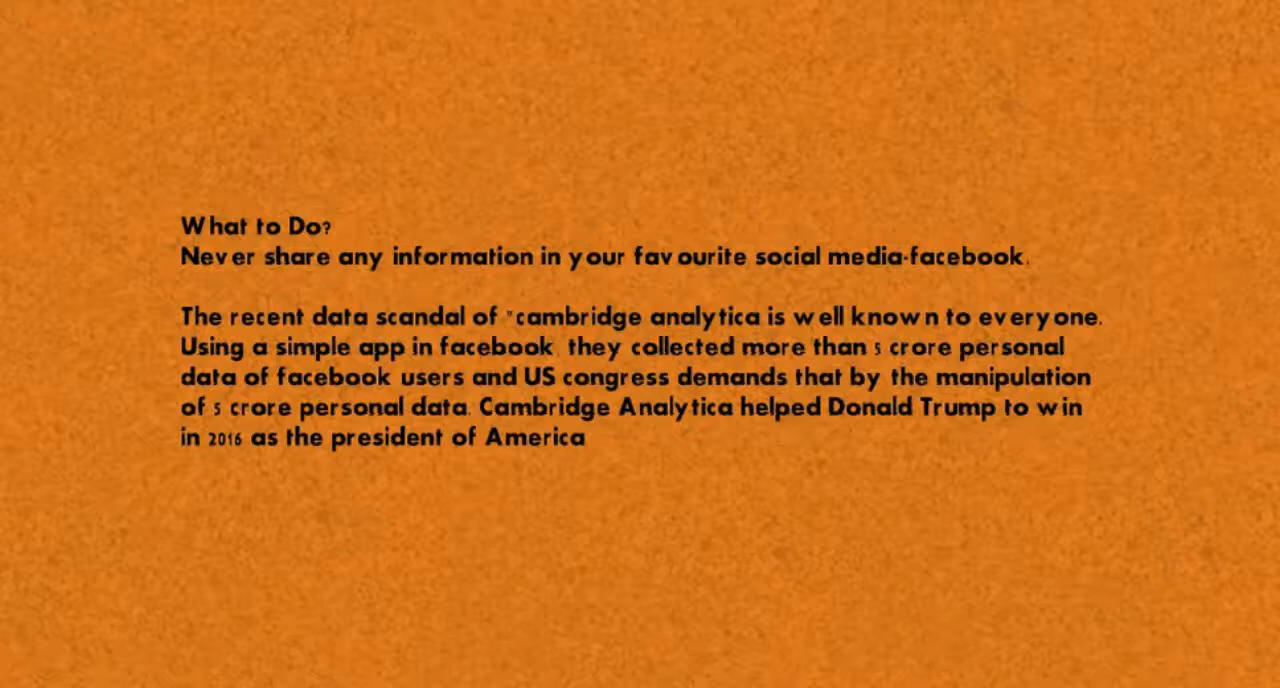 What to Do?
Never share any information in your favourite social media-facebook.
The recent data scandal of "cambridge analytica is well known to everyone.
Using a simple app in facebook, they collected more than 5 crore personal
data of facebook users and US congress demands that by the manipulation
of 5 crore personal data. Cambridge Analytica helped Donald Trump to win
in 2016 as the president of America